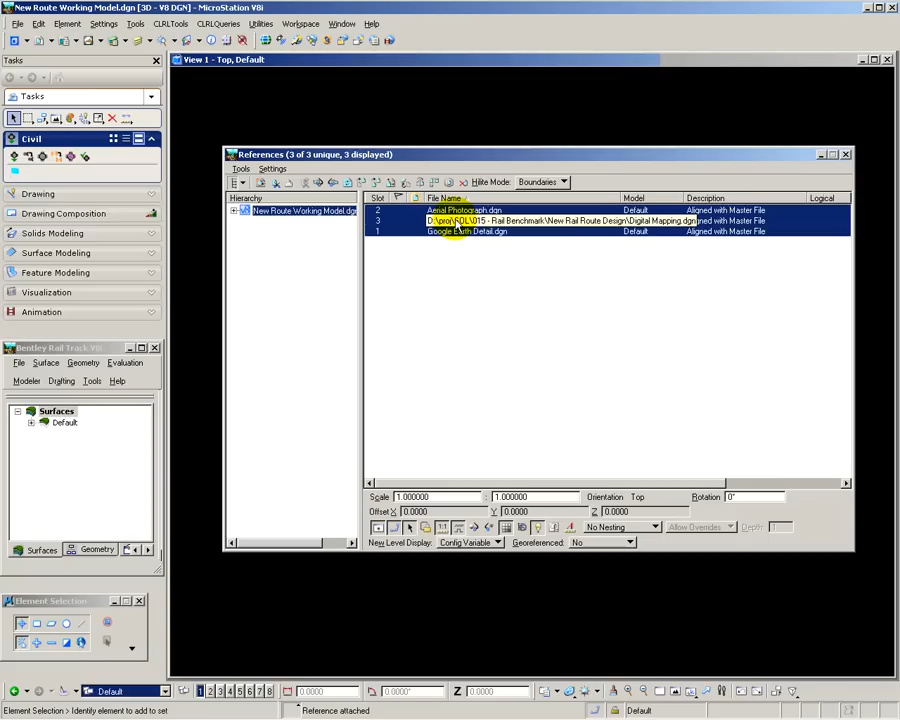 New Route Working Model.dgn [3D - V8 DGN] - MicroStation V8i
File Edit Element Settings Tools CLRLTools CLRLQueries Utilities Workspace Window Help
Tasks
View 1 - Top, Default
Tasks
Civil
Drawing
Drawing Composition
Solids Modeling
Surface Modeling
Feature Modeling
Visualization
Animation
References (3 of 3 unique, 3 displayed)
Tools Settings
Hilite Mode: Boundaries
Hierarchy
New Route Working Model.dgn
Slot File Name Model Description Logical
2 Aerial Photograph.dgn Default Aligned with Master File
3 D:\proj\SQL\015 - Rail Benchmark\New Rail Route Design\Digital Mapping.dgn ned with Master File
1 Google Earth Detail.dgn Default Aligned with Master File
Scale 1.000000 : 1.000000 Orientation Top Rotation 0°
Offset X 0.0000 Y 0.0000 Z 0.0000
No Nesting Allow Overrides Depth: 1
New Level Display: Config Variable Georeferenced: No
Bentley Rail Track V8i
File Surface Geometry Evaluation
Modeler Drafting Tools Help
Surfaces
Default
Surfaces Geometry
Element Selection
Default 1 2 3 4 5 6 7 8 0.0000 0.0000° Z 0.0000
Element Selection > Identify element to add to set Reference attached Default